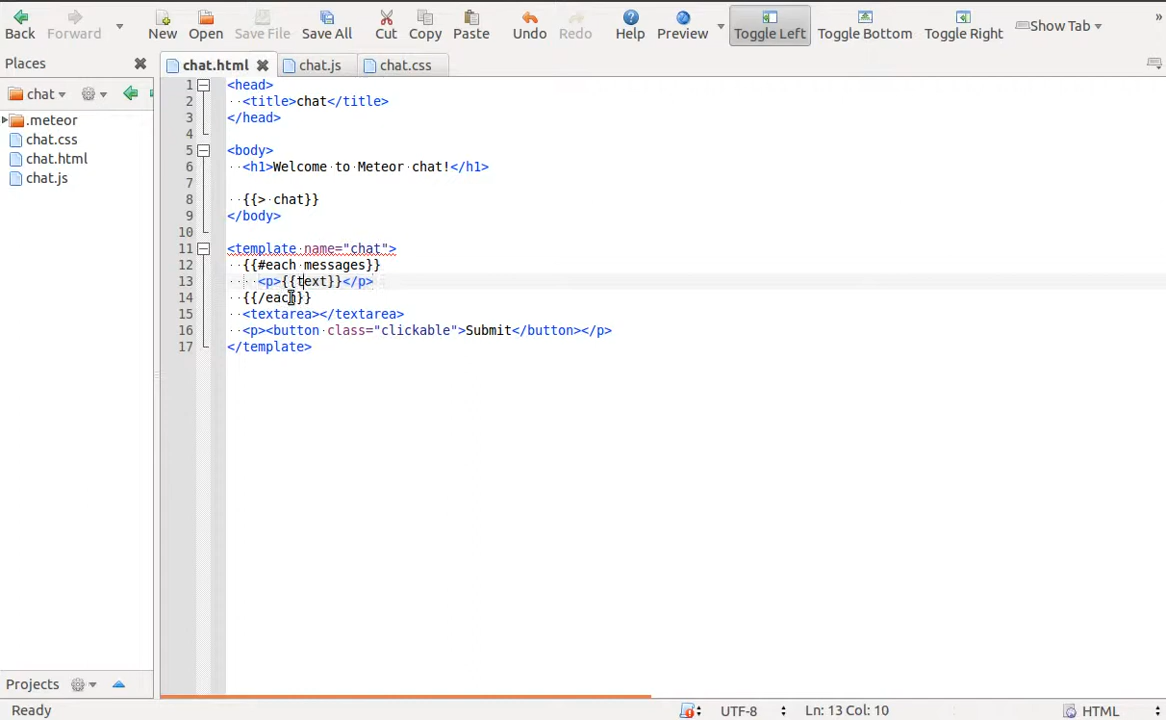 Back Forward New Open Save File Save All Cut Copy Paste Undo Redo Help Preview Toggle Left Toggle Bottom Toggle Right Show Tab »
Places chat.html chat.js chat.css
chat
.meteor
chat.css
chat.html
chat.js
1 <head>
2 <title>chat</title>
3 </head>
4
5 <body>
6 <h1>Welcome to Meteor chat!</h1>
7
8 {{> chat}}
9 </body>
10
11 <template name="chat">
12 {{#each messages}}
13 <p>{{text}}</p>
14 {{/each}}
15 <textarea></textarea>
16 <p><button class="clickable">Submit</button></p>
17 </template>
Projects
Ready UTF-8 Ln: 13 Col: 10 HTML